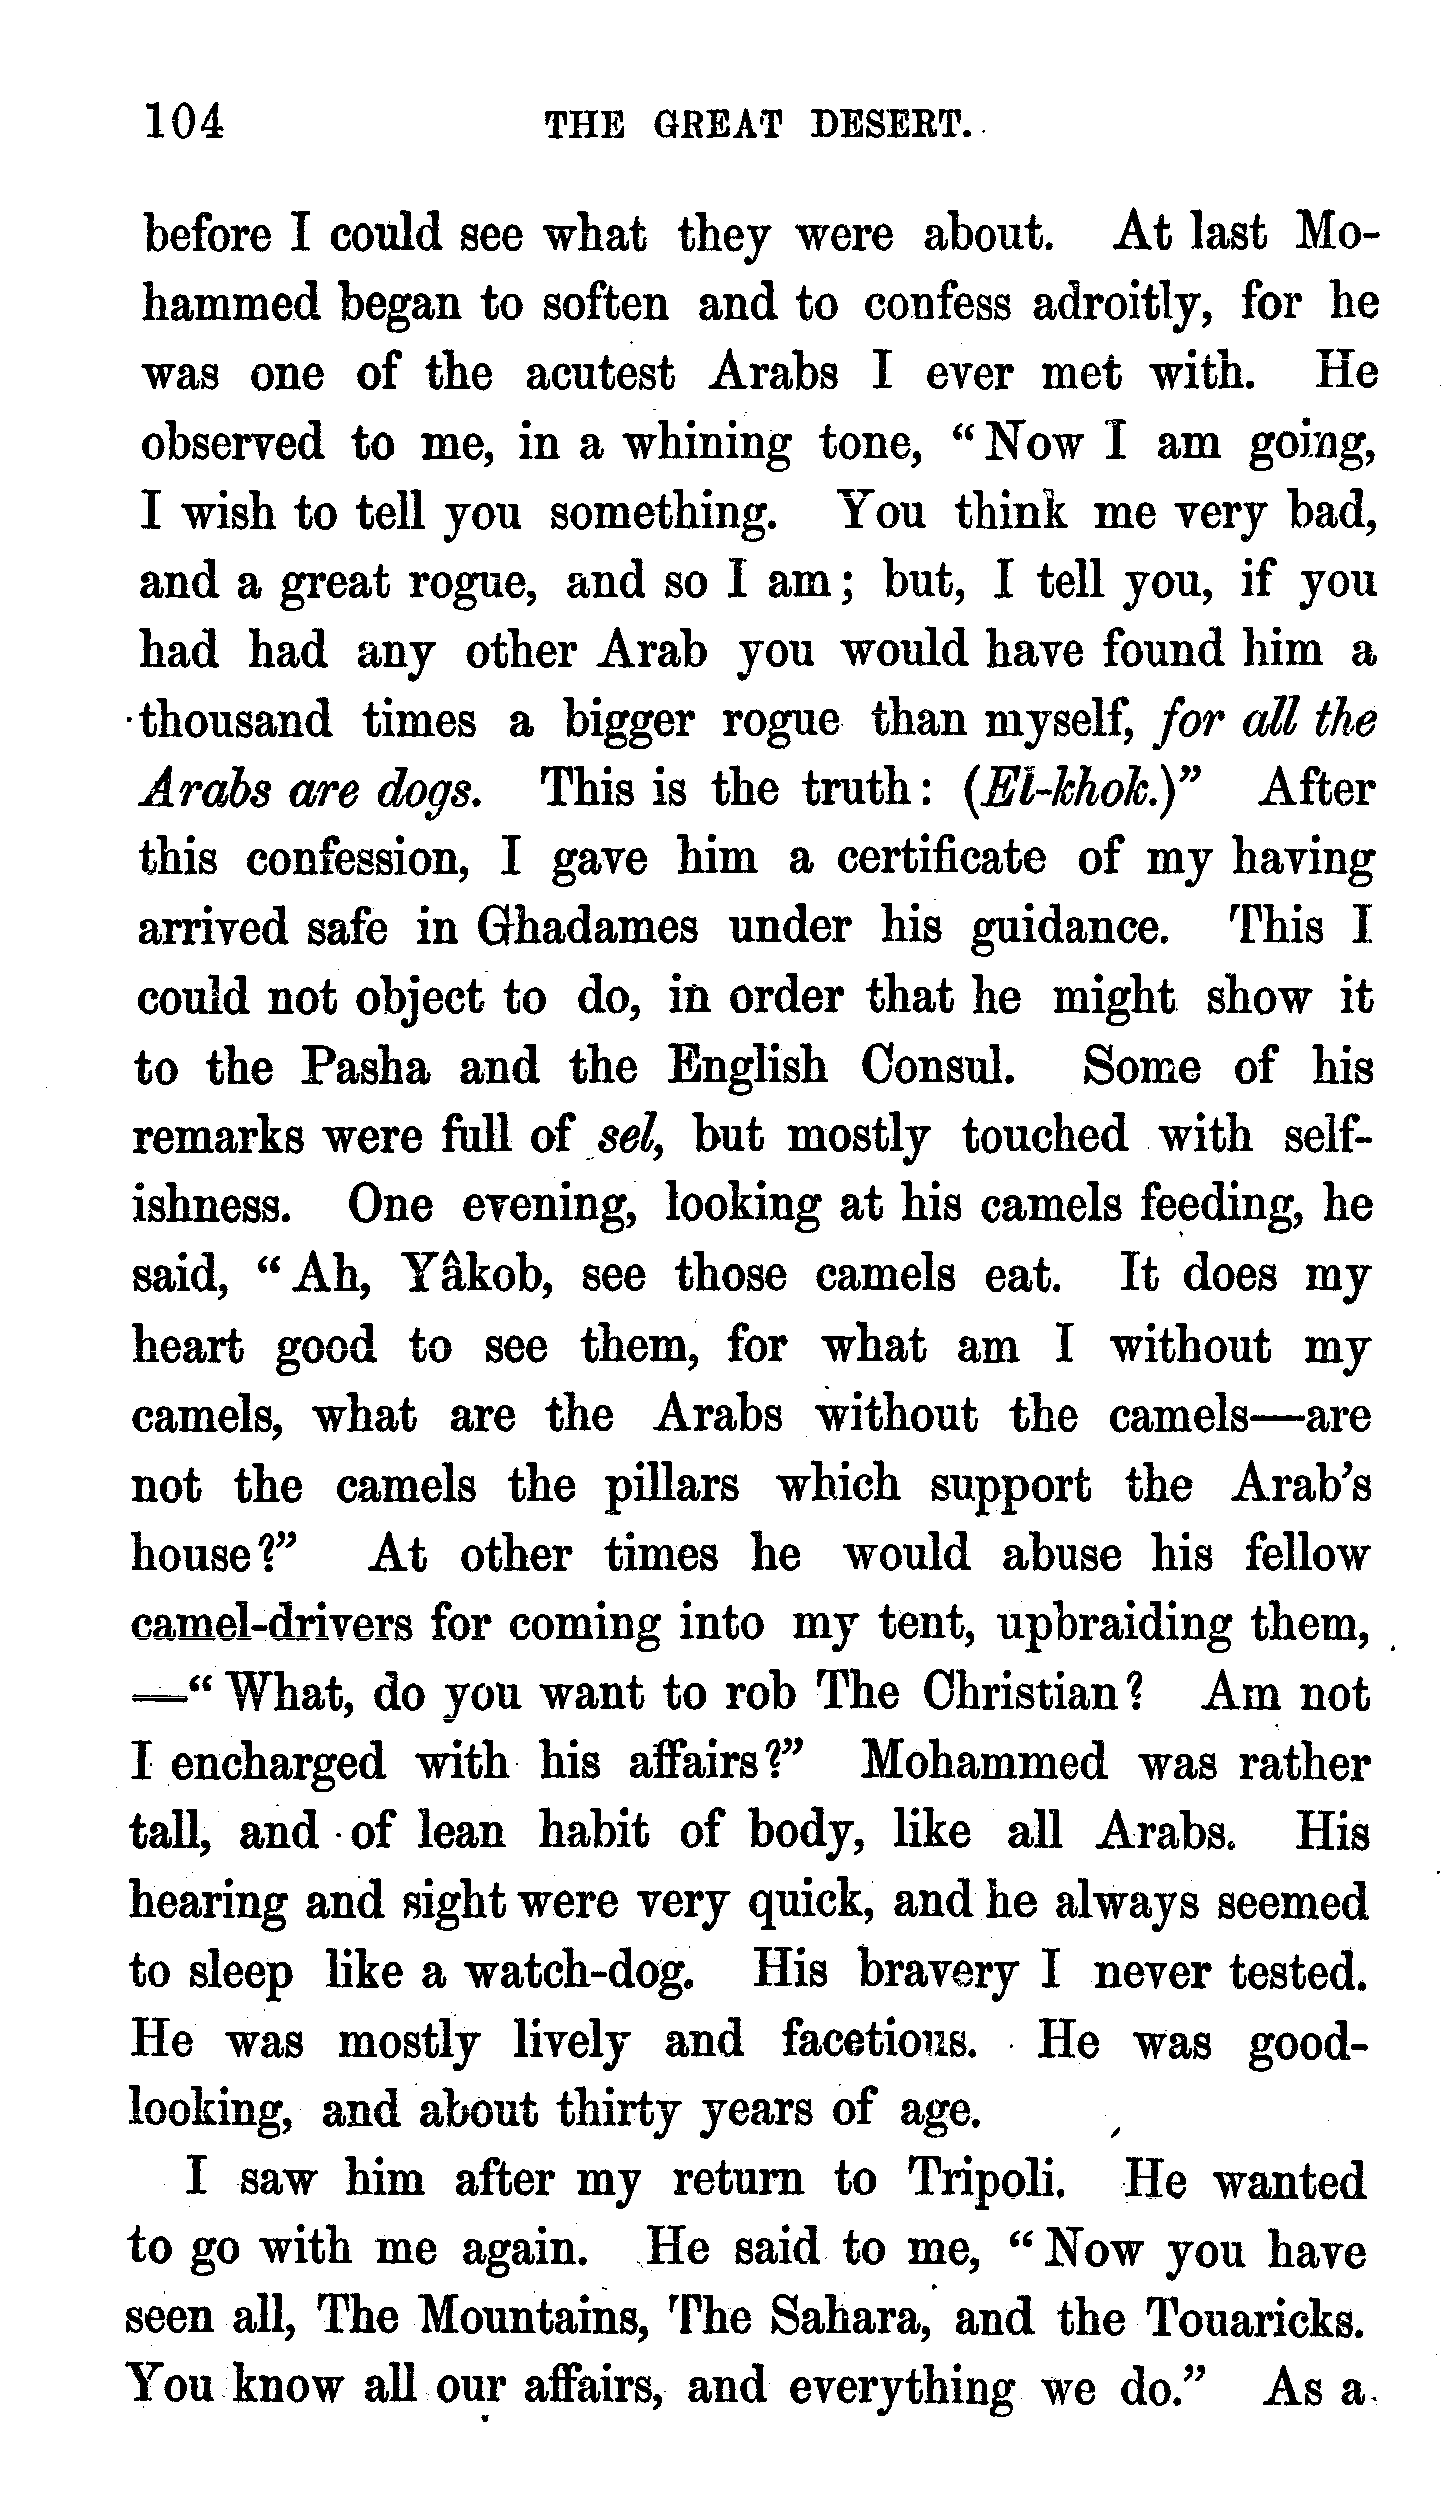 104 THE GREAT DESERT.
before I could see what they were about. At last Mo-
hammed began to soften and to confess adroitly, for he
was one of the acutest Arabs I ever met with. He
observed to me, in a whining tone, “Now I am going,
I wish to tell you something. You think me very bad,
and a great rogue, and so I am; but, I tell you, if you
had had any other Arab you would have found him a
thousand times a bigger rogue than myself, for all the
Arabs are dogs. This is the truth: (El-khok.)” After
this confession, I gave him a certificate of my having
arrived safe in Ghadames under his guidance. This I
could not object to do, in order that he might show it
to the Pasha and the English Consul. Some of his
remarks were full of sel, but mostly touched with self-
ishness. One evening, looking at his camels feeding, he
said, “Ah, Yâkob, see those camels eat. It does my
heart good to see them, for what am I without my
camels, what are the Arabs without the camels—are
not the camels the pillars which support the Arab’s
house?” At other times he would abuse his fellow
camel-drivers for coming into my tent, upbraiding them,
—“What, do you want to rob The Christian? Am not
I encharged with his affairs?” Mohammed was rather
tall, and of lean habit of body, like all Arabs. His
hearing and sight were very quick, and he always seemed
to sleep like a watch-dog. His bravery I never tested.
He was mostly lively and facetious. He was good-
looking, and about thirty years of age.
I saw him after my return to Tripoli. He wanted
to go with me again. He said to me, “Now you have
seen all, The Mountains, The Sahara, and the Touaricks.
You know all our affairs, and everything we do.” As a